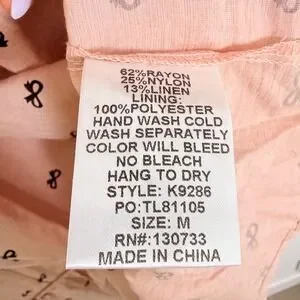 62%RAYON
25%NYLON
13%LINEN
LINING:
100%POLYESTER
HAND WASH COLD
WASH SEPARATELY
COLOR WILL BLEED
NO BLEACH
HANG TO DRY
STYLE: K9286
PO:TL81105
SIZE: M
RN#:130733
MADE IN CHINA